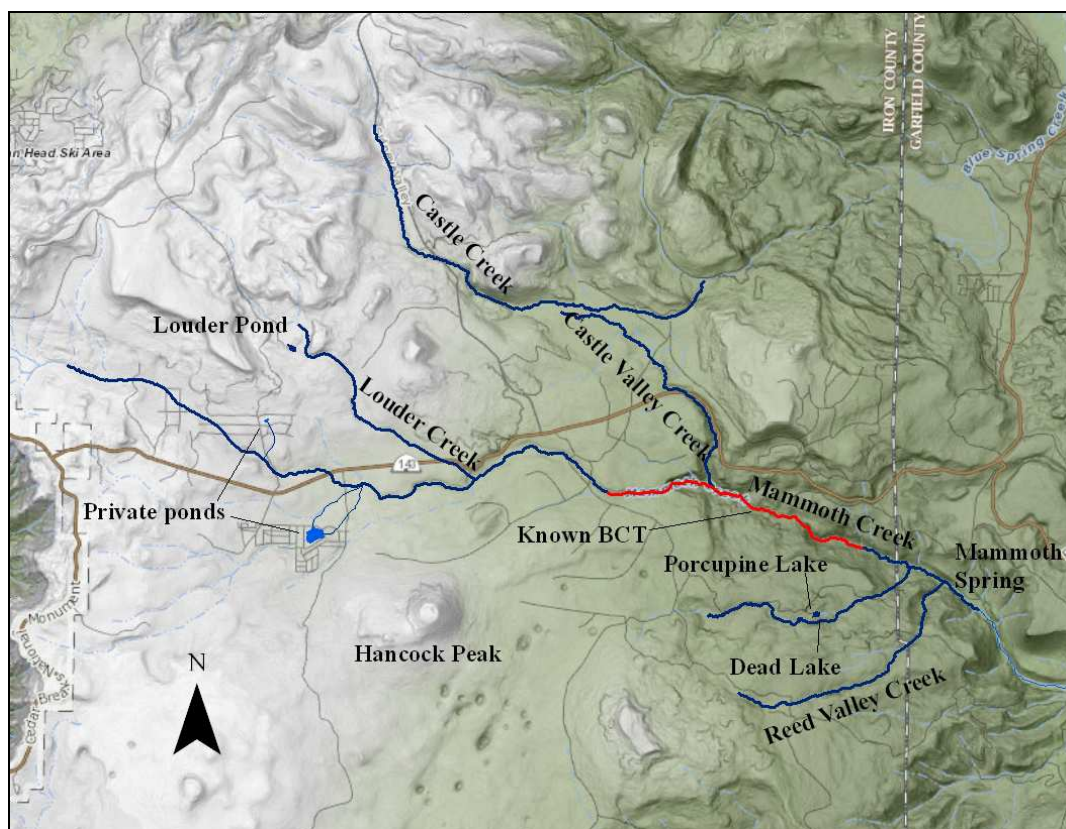 IRON COUNTY
GARFIELD COUNTY
Blue Spring Creek
n Head Ski Area
Castle Creek
Louder Pond
Castle Valley Creek
Louder Creek
143
Private ponds
Mammoth Creek
Known BCT
Mammoth
Spring
Porcupine Lake
Dead Lake
Hancock Peak
Reed Valley Creek
N
Cedar Breaks National
Monument